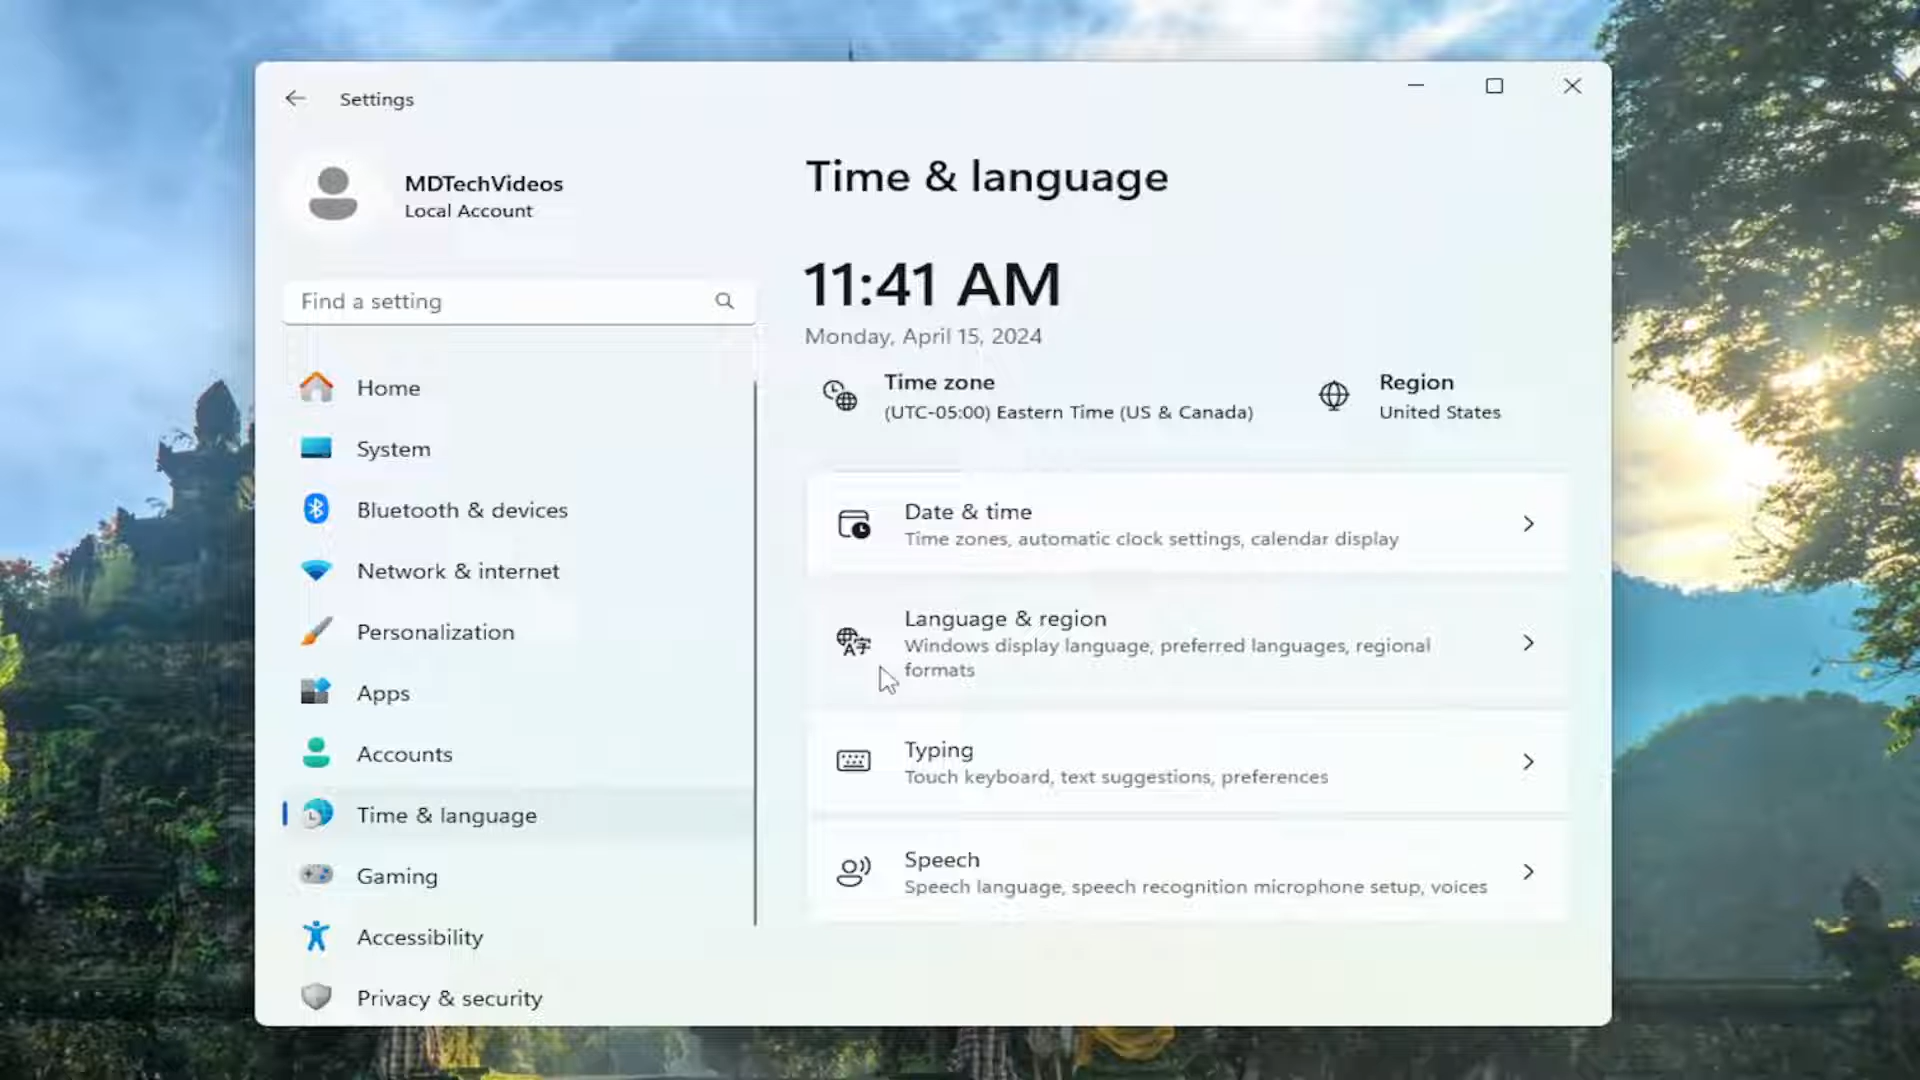 Settings
MDTechVideos
Local Account
Find a setting
Home
System
Bluetooth & devices
Network & internet
Personalization
Apps
Accounts
Time & language
Gaming
Accessibility
Privacy & security
Time & language
11:41 AM
Monday, April 15, 2024
Time zone
(UTC-05:00) Eastern Time (US & Canada)
Region
United States
Date & time
Time zones, automatic clock settings, calendar display
Language & region
Windows display language, preferred languages, regional
formats
Typing
Touch keyboard, text suggestions, preferences
Speech
Speech language, speech recognition microphone setup, voices